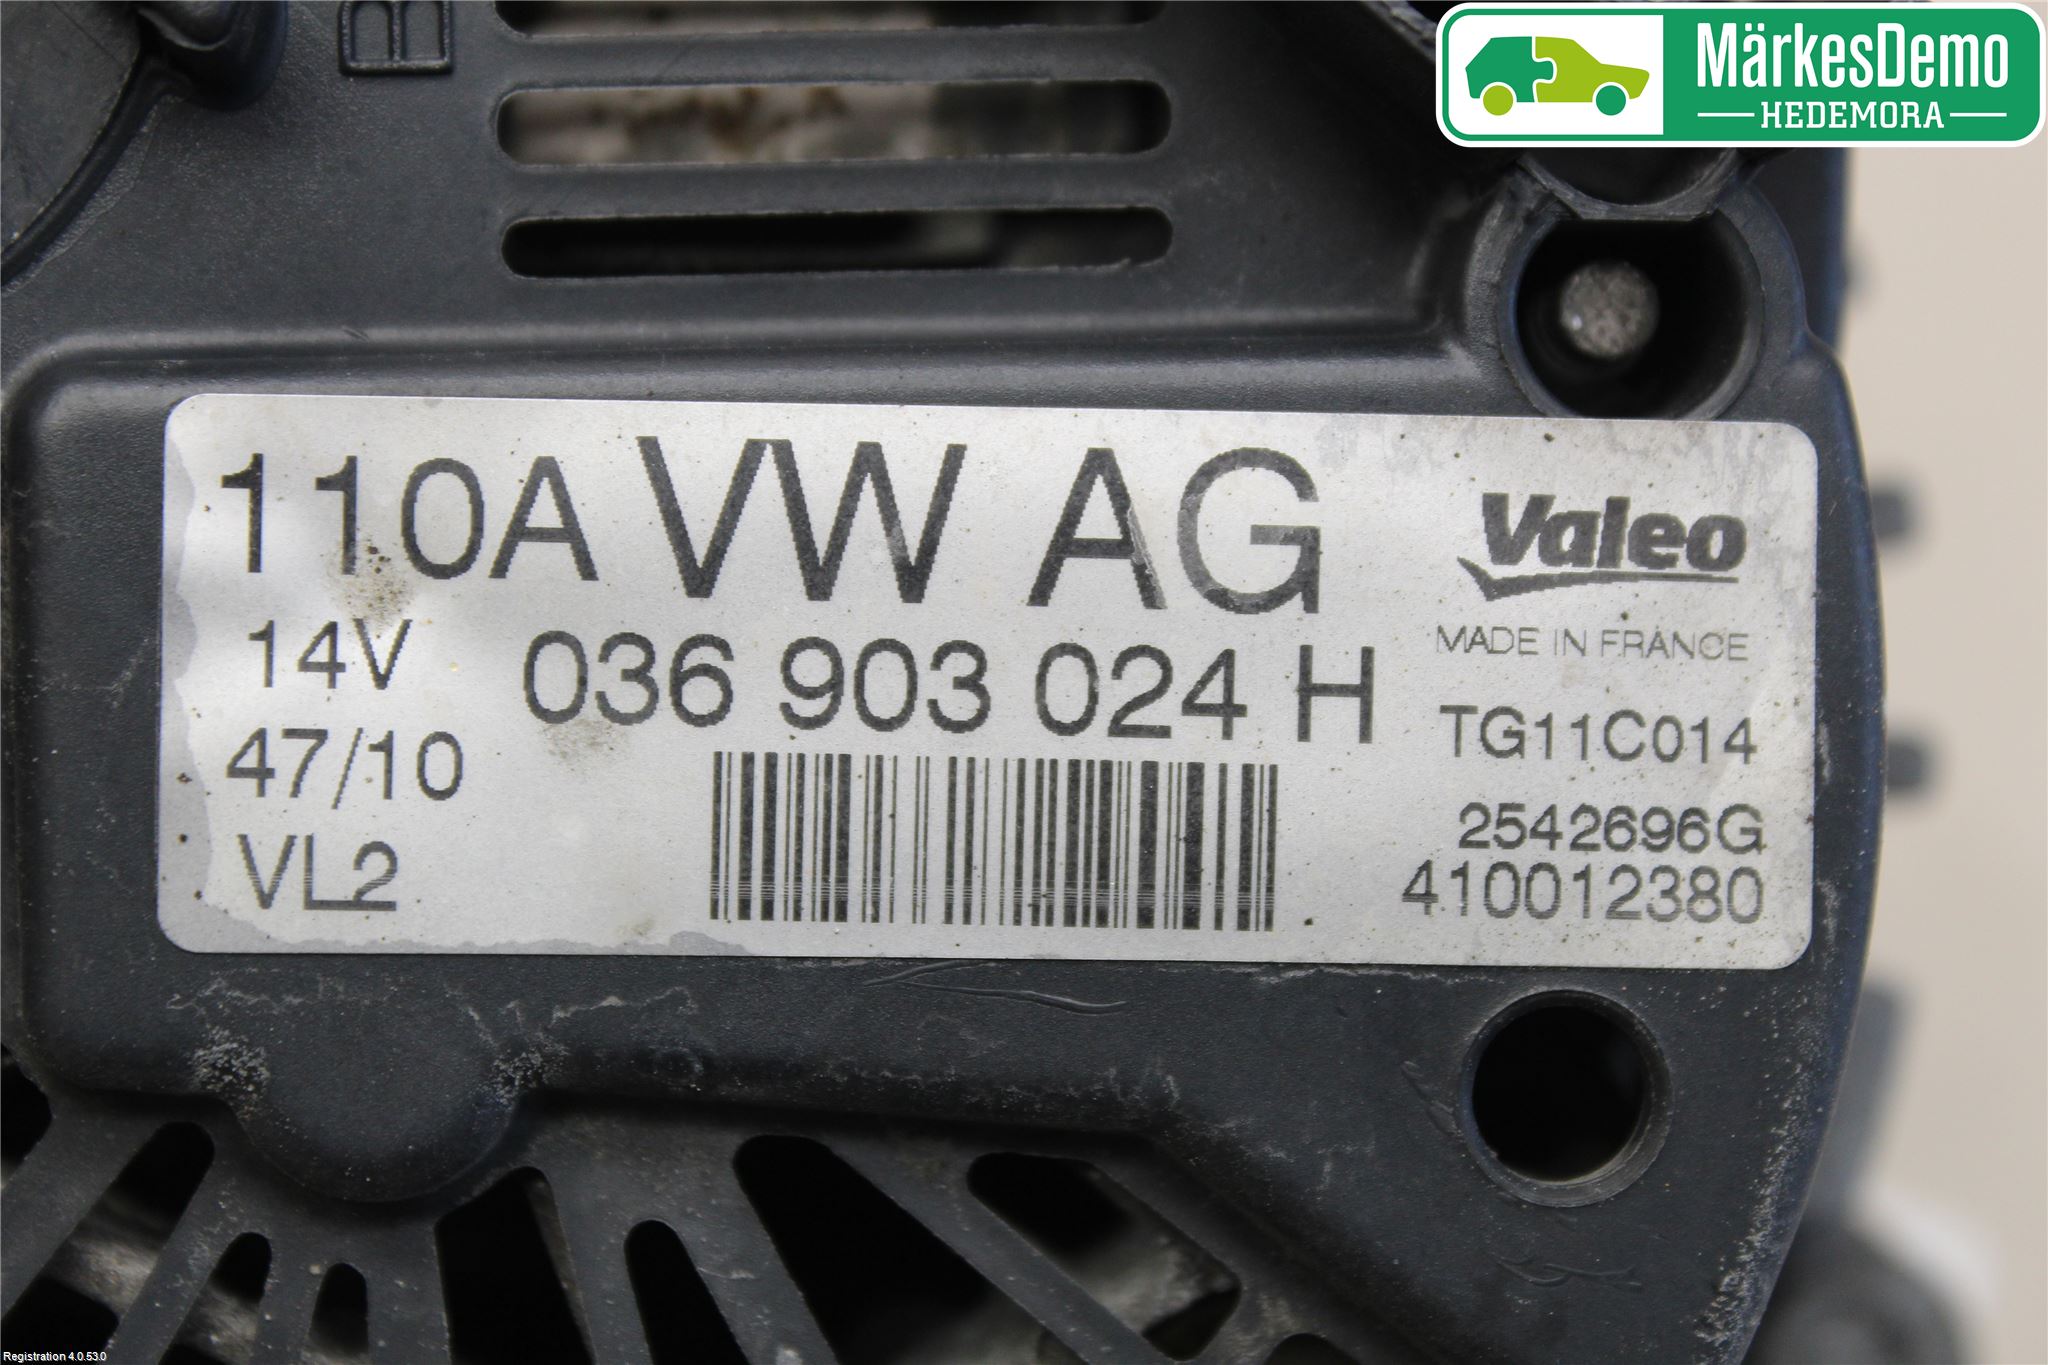 B
MärkesDemo
HEDEMORA
110A VW AG
14V
036 903 024 H
47/10
VL2
Valeo
MADE IN FRANCE
TG11C014
2542696G
410012380
Registration 4.0.53.0